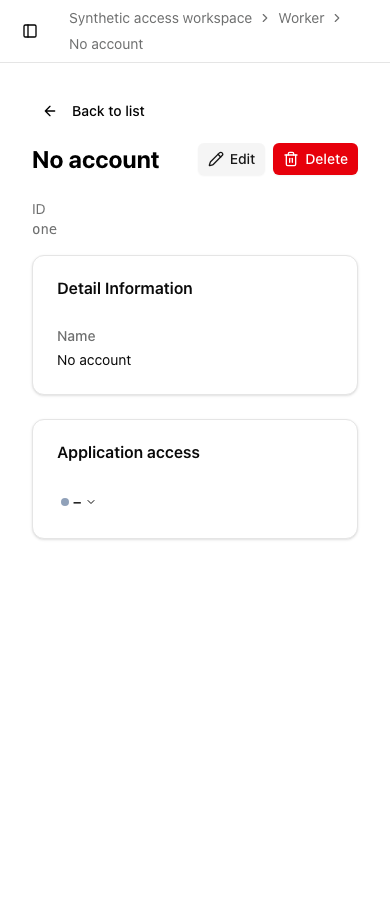 Synthetic access workspace > Worker >
No account
Back to list
No account
Edit
Delete
ID
one
Detail Information
Name
No account
Application access
–